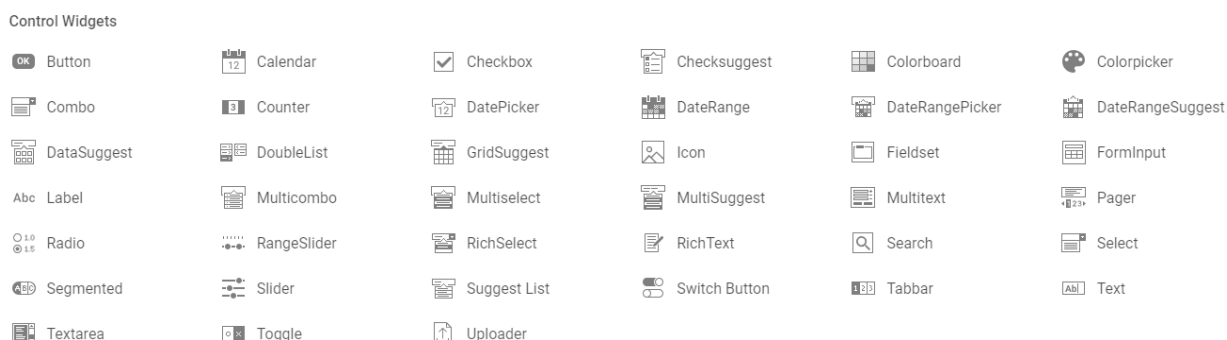 Control Widgets
OK Button 12 Calendar Checkbox Checksuggest Colorboard Colorpicker
Combo 3 Counter 12 DatePicker DateRange DateRangePicker DateRangeSuggest
DataSuggest DoubleList GridSuggest Icon Fieldset FormInput
Abc Label Multicombo Multiselect MultiSuggest Multitext 23 Pager
1.0 1.5 Radio RangeSlider RichSelect RichText Search Select
ABC Segmented Slider Suggest List Switch Button 123 Tabbar Ab Text
Textarea Toggle Uploader